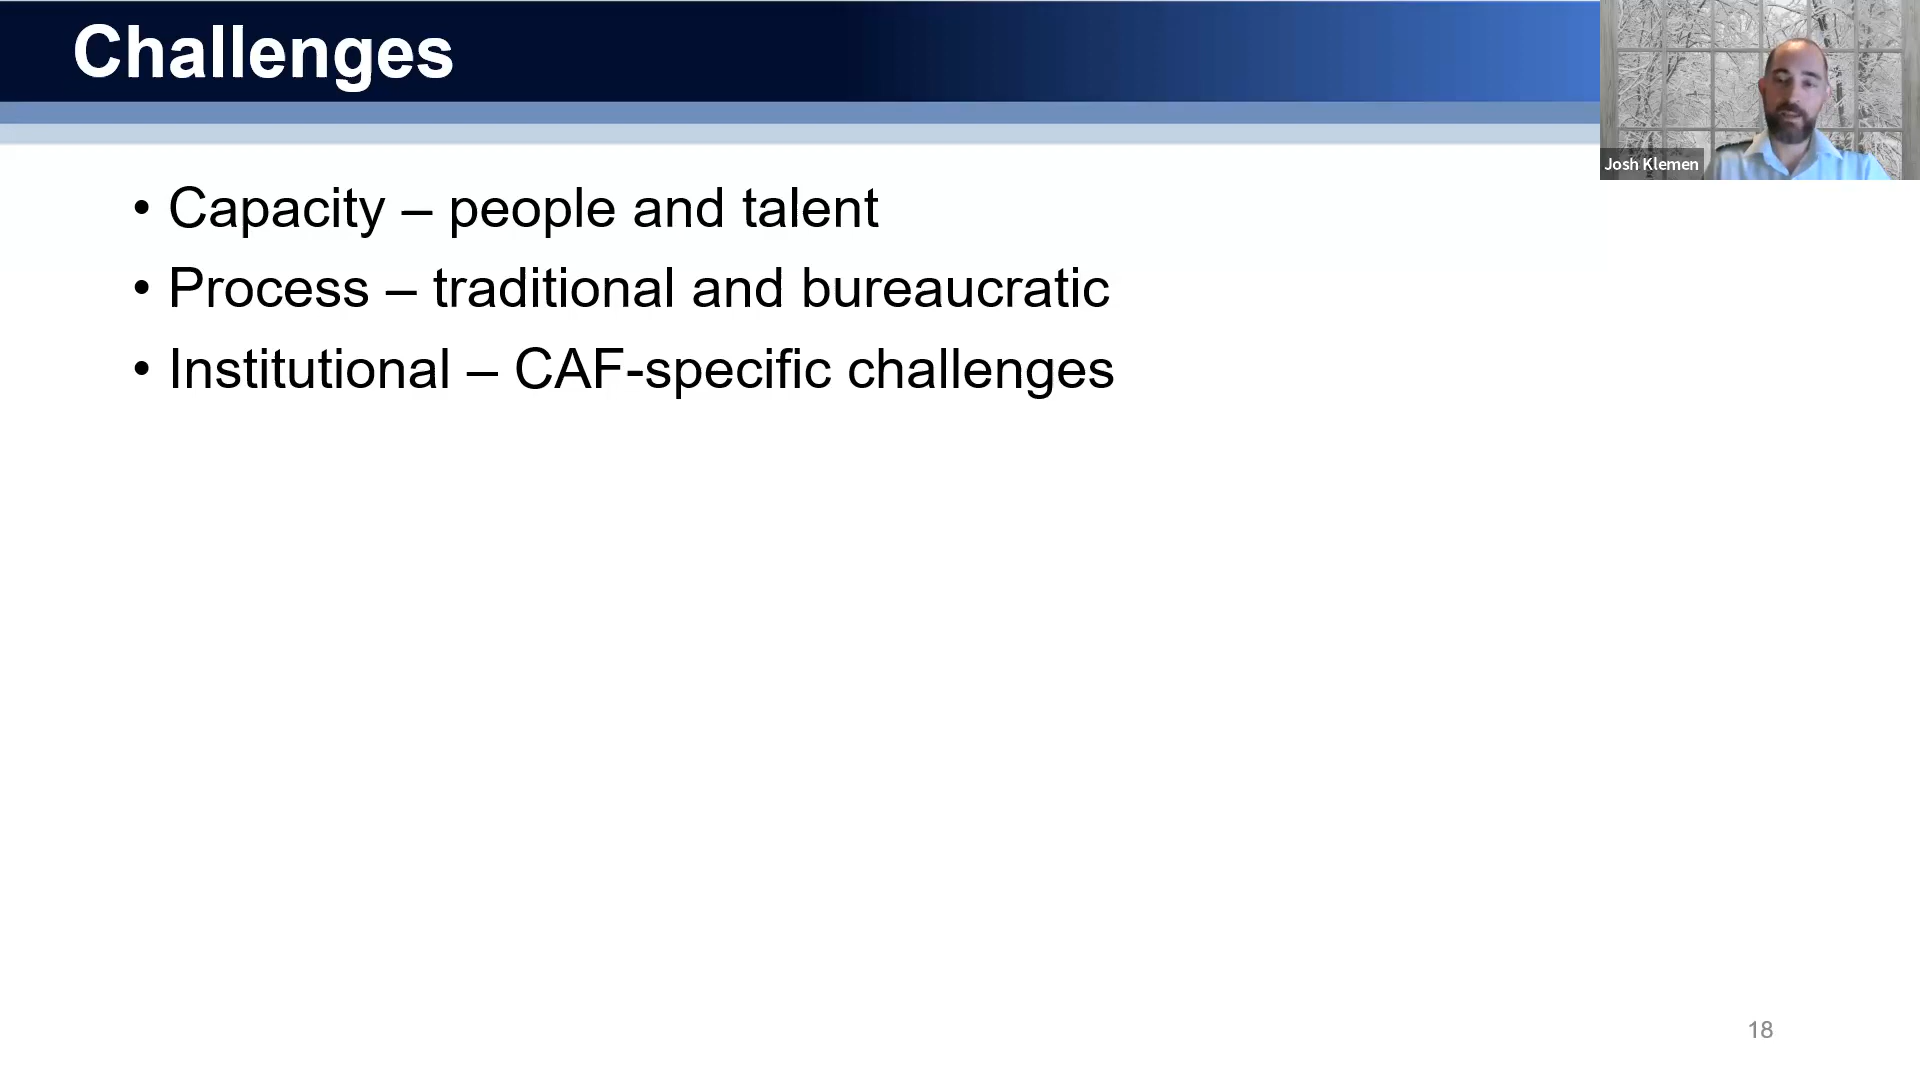 Challenges
Josh Klemen
• Capacity – people and talent
• Process – traditional and bureaucratic
• Institutional – CAF-specific challenges
18